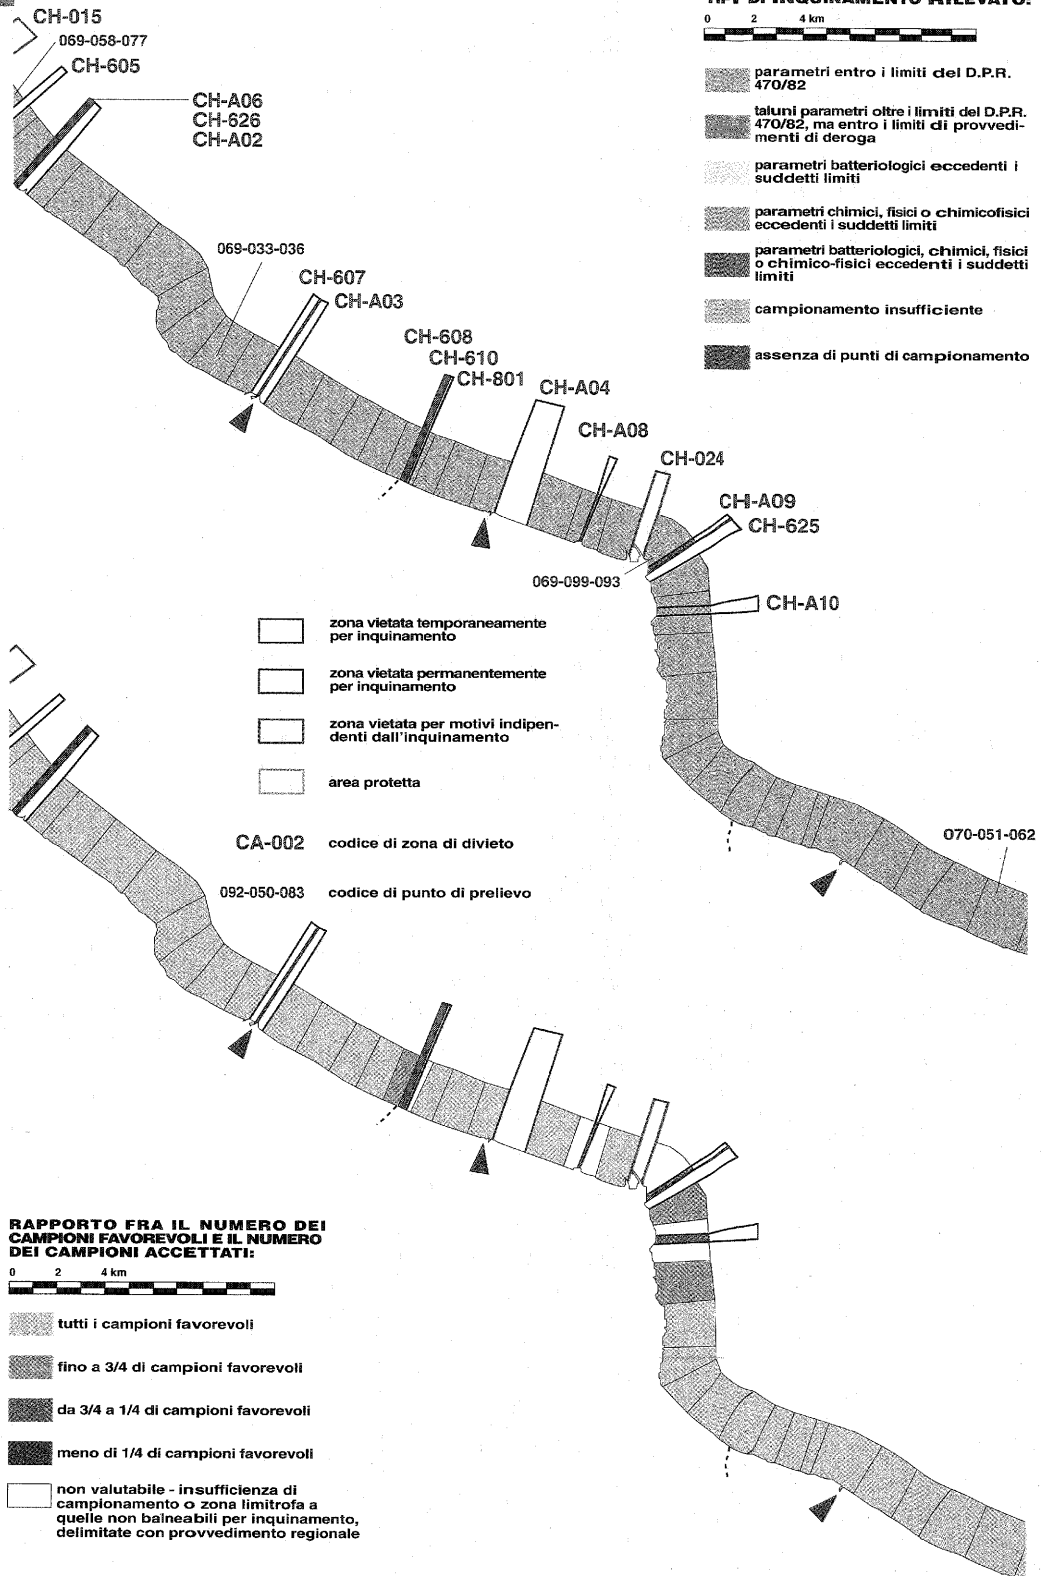 CH-015
069-058-077
CH-605
CH-A06
CH-626
CH-A02
069-033-036
CH-607
CH-A03
CH-608
CH-610
CH-801
CH-A04
CH-A08
CH-024
CH-A09
CH-625
069-099-093
CH-A10
070-051-062
DI INQUINAMENTO RILEVATO:
0 2 4 km
parametri entro i limiti del D.P.R.
470/82
taluni parametri oltre i limiti del D.P.R.
470/82, ma entro i limiti di provvedi-
menti di deroga
parametri batteriologici eccedenti i
suddetti limiti
parametri chimici, fisici o chimicofisici
eccedenti i suddetti limiti
parametri batteriologici, chimici, fisici
o chimico-fisici eccedenti i suddetti
limiti
campionamento insufficiente
assenza di punti di campionamento
zona vietata temporaneamente
per inquinamento
zona vietata permanentemente
per inquinamento
zona vietata per motivi indipen-
denti dall'inquinamento
area protetta
CA-002 codice di zona di divieto
092-050-083 codice di punto di prelievo
RAPPORTO FRA IL NUMERO DEI
CAMPIONI FAVOREVOLI E IL NUMERO
DEI CAMPIONI ACCETTATI:
0 2 4 km
tutti i campioni favorevoli
fino a 3/4 di campioni favorevoli
da 3/4 a 1/4 di campioni favorevoli
meno di 1/4 di campioni favorevoli
non valutabile - insufficienza di
campionamento o zona limitrofa a
quelle non balneabili per inquinamento,
delimitate con provvedimento regionale